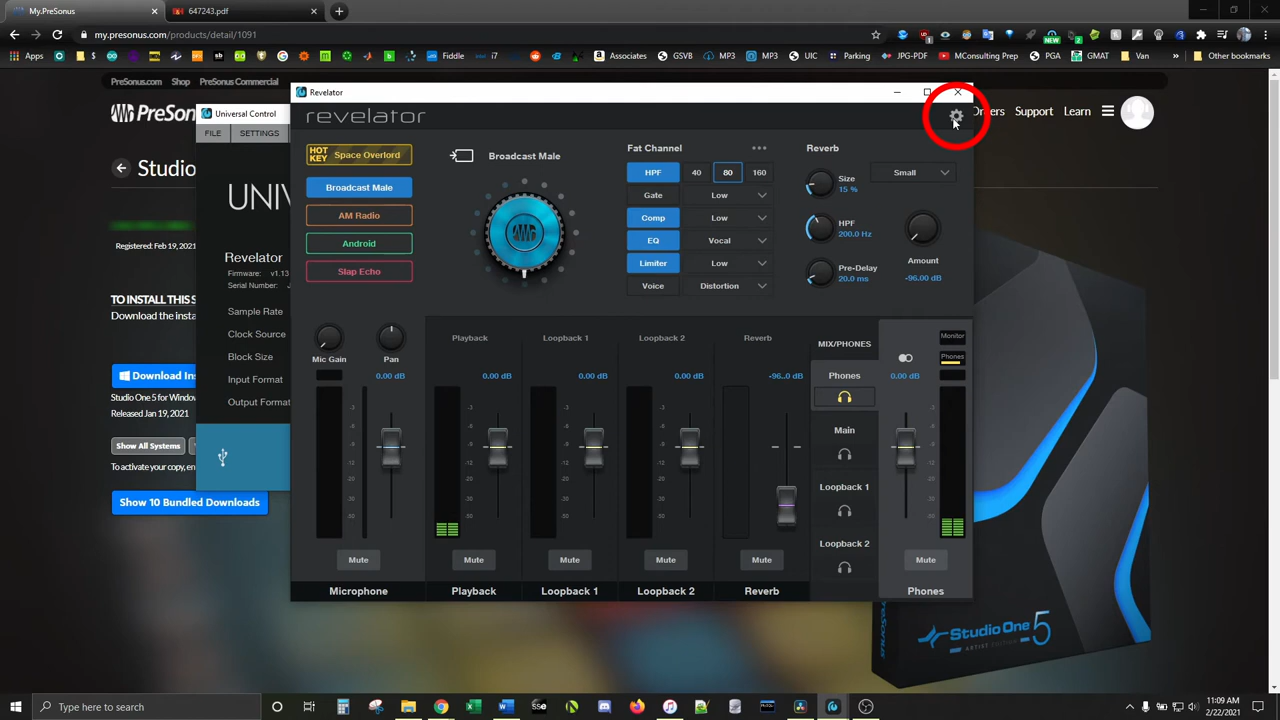 My.PreSonus
647243.pdf
my.presonus.com/products/detail/1091
Fiddle
i7
Associates
GSVB
MP3
UIC
MP3
Parking
JPG-PDF
MConsulting Prep
GMAT
PGA
Van
Other bookmarks
PreSonus.com Shop PreSonus Commercial
PreSon
Orders Support Learn
Studio
Registered: Feb 19, 2021
TO INSTALL THIS S
Download the insta
Download Ins
Studio One 5 for Window
Released Jan 19, 2021
Show All Systems
To activate your copy, en
Show 10 Bundled Downloads
Universal Control
FILE SETTINGS
UNIV
Revelator
Firmware: v1.13
Serial Number: J
Sample Rate
Clock Source
Block Size
Input Format
Output Format
Revelator
revelator
HOT KEY Space Overlord
Broadcast Male
AM Radio
Android
Slap Echo
Broadcast Male
Fat Channel
HPF 40 80 160
Gate Low
Comp Low
EQ Vocal
Limiter Low
Voice Distortion
Reverb
Size
15 %
Small
HPF
200.0 Hz
Pre-Delay
20.0 ms
Amount
-96.00 dB
Mic Gain
Pan
0.00 dB
Mute
Microphone
Playback
0.00 dB
Mute
Playback
Loopback 1
0.00 dB
Mute
Loopback 1
Loopback 2
0.00 dB
Mute
Loopback 2
Reverb
-96..0 dB
Mute
Reverb
MIX/PHONES
Phones
Main
Loopback 1
Loopback 2
Monitor
Phones
0.00 dB
Mute
Phones
Studio One 5
ARTIST EDITION
PreSonus
Type here to search
11:09 AM
2/22/2021